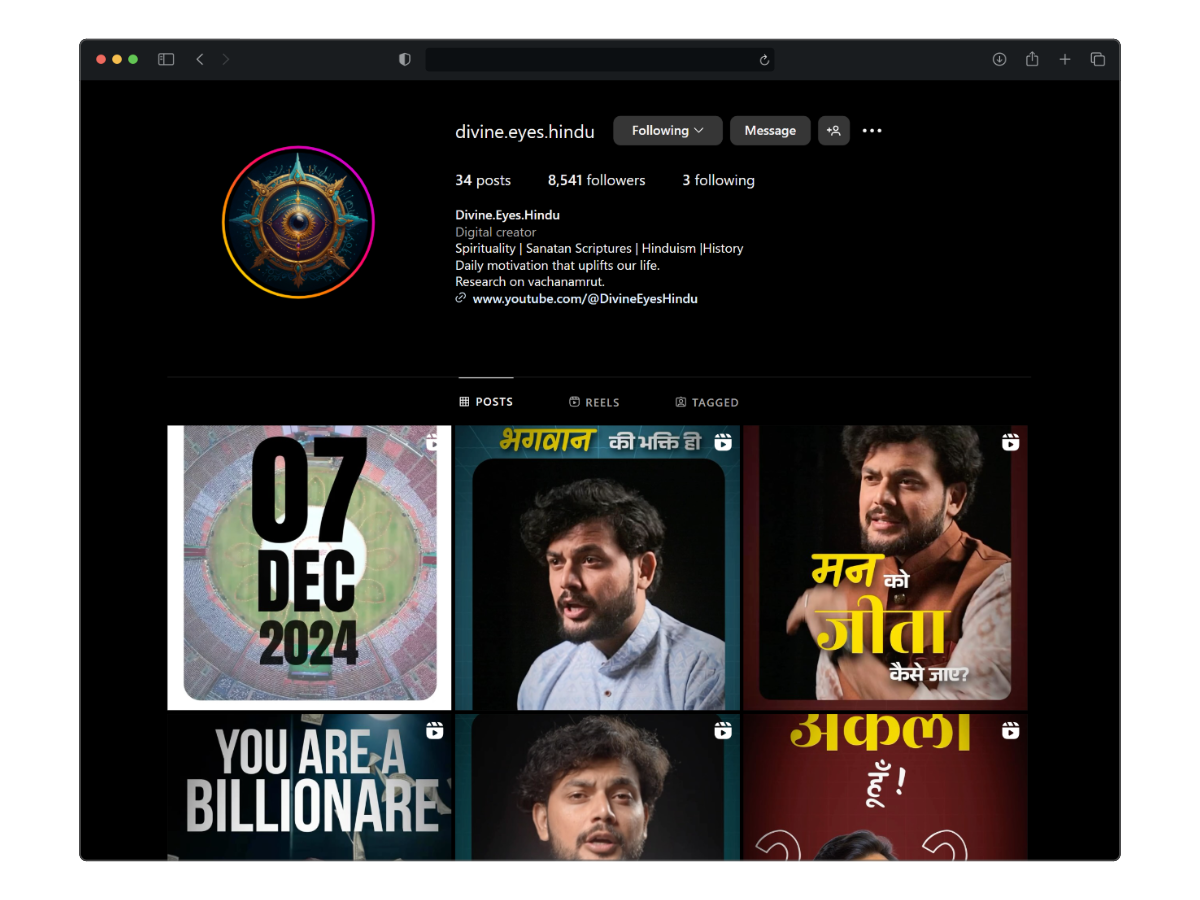 divine.eyes.hindu Following Message
34 posts 8,541 followers 3 following
Divine.Eyes.Hindu
Digital creator
Spirituality | Sanatan Scriptures | Hinduism |History
Daily motivation that uplifts our life.
Research on vachanamrut.
www.youtube.com/@DivineEyesHindu
POSTS REELS TAGGED
07
DEC
2024
भगवान की भक्ति ही
मन को
जीता
कैसे जाए?
YOU ARE A
BILLIONARE
अकेला
हूँ!